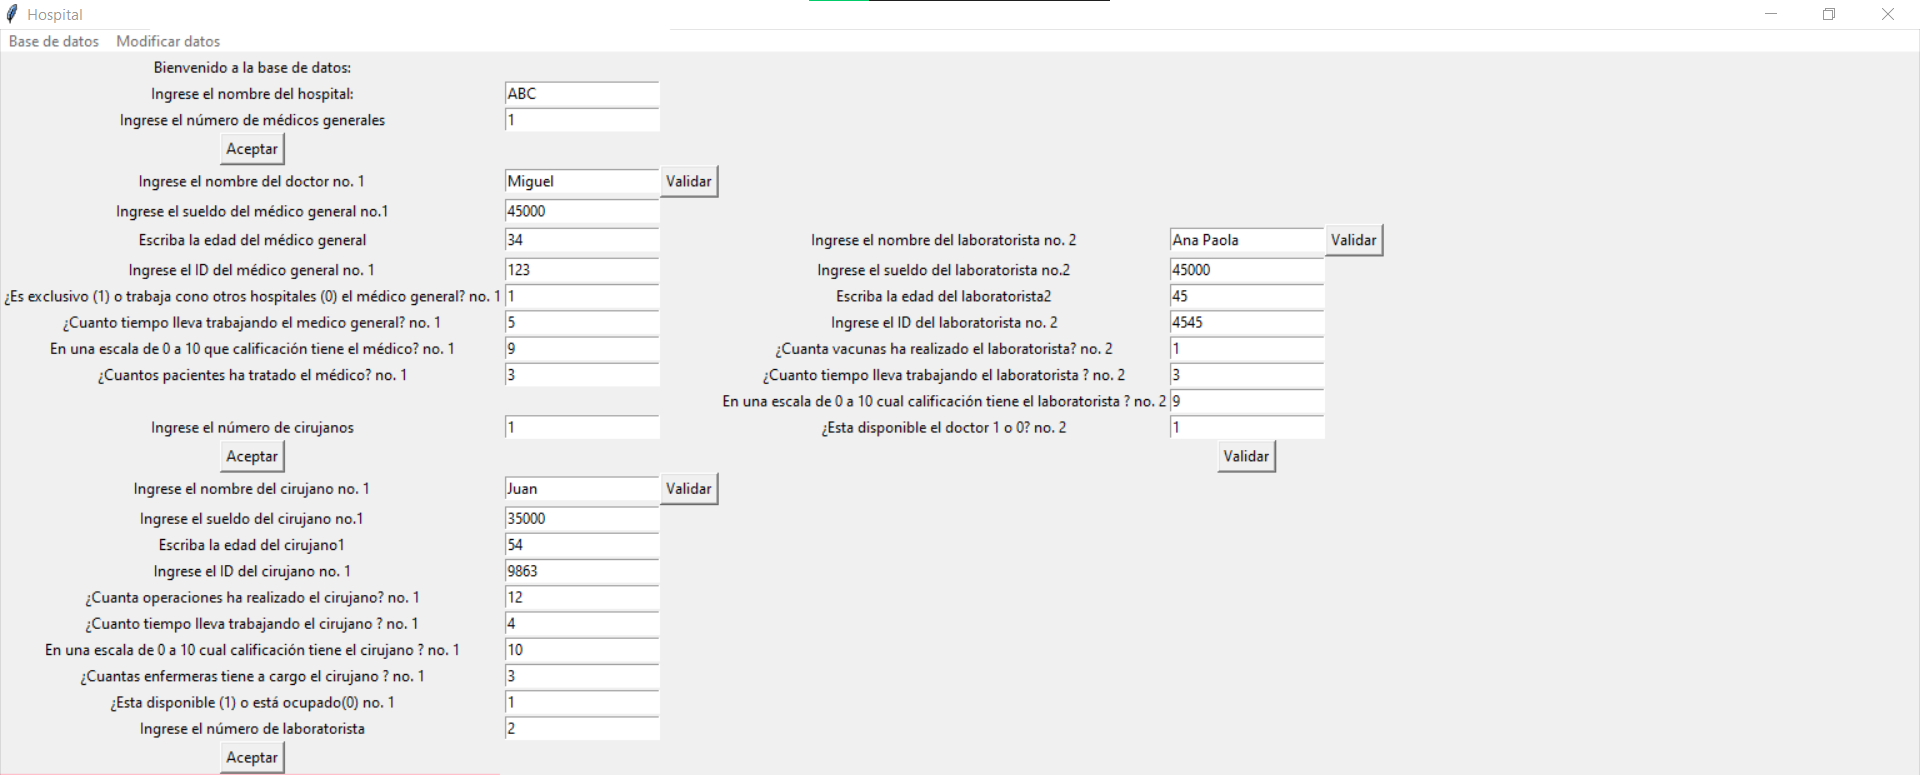 Hospital
Base de datos Modificar datos
Bienvenido a la base de datos:
Ingrese el nombre del hospital: ABC
Ingrese el número de médicos generales 1
Aceptar
Ingrese el nombre del doctor no. 1 Miguel Validar
Ingrese el sueldo del médico general no.1 45000
Escriba la edad del médico general 34
Ingrese el ID del médico general no. 1 123
¿Es exclusivo (1) o trabaja cono otros hospitales (0) el médico general? no. 1 1
¿Cuanto tiempo lleva trabajando el medico general? no. 1 5
En una escala de 0 a 10 que calificación tiene el médico? no. 1 9
¿Cuantos pacientes ha tratado el médico? no. 1 3
Ingrese el número de cirujanos 1
Aceptar
Ingrese el nombre del cirujano no. 1 Juan Validar
Ingrese el sueldo del cirujano no.1 35000
Escriba la edad del cirujano1 54
Ingrese el ID del cirujano no. 1 9863
¿Cuanta operaciones ha realizado el cirujano? no. 1 12
¿Cuanto tiempo lleva trabajando el cirujano ? no. 1 4
En una escala de 0 a 10 cual calificación tiene el cirujano ? no. 1 10
¿Cuantas enfermeras tiene a cargo el cirujano ? no. 1 3
¿Esta disponible (1) o está ocupado(0) no. 1 1
Ingrese el número de laboratorista 2
Aceptar
Ingrese el nombre del laboratorista no. 2 Ana Paola Validar
Ingrese el sueldo del laboratorista no.2 45000
Escriba la edad del laboratorista2 45
Ingrese el ID del laboratorista no. 2 4545
¿Cuanta vacunas ha realizado el laboratorista? no. 2 1
¿Cuanto tiempo lleva trabajando el laboratorista ? no. 2 3
En una escala de 0 a 10 cual calificación tiene el laboratorista ? no. 2 9
¿Esta disponible el doctor 1 o 0? no. 2 1
Validar